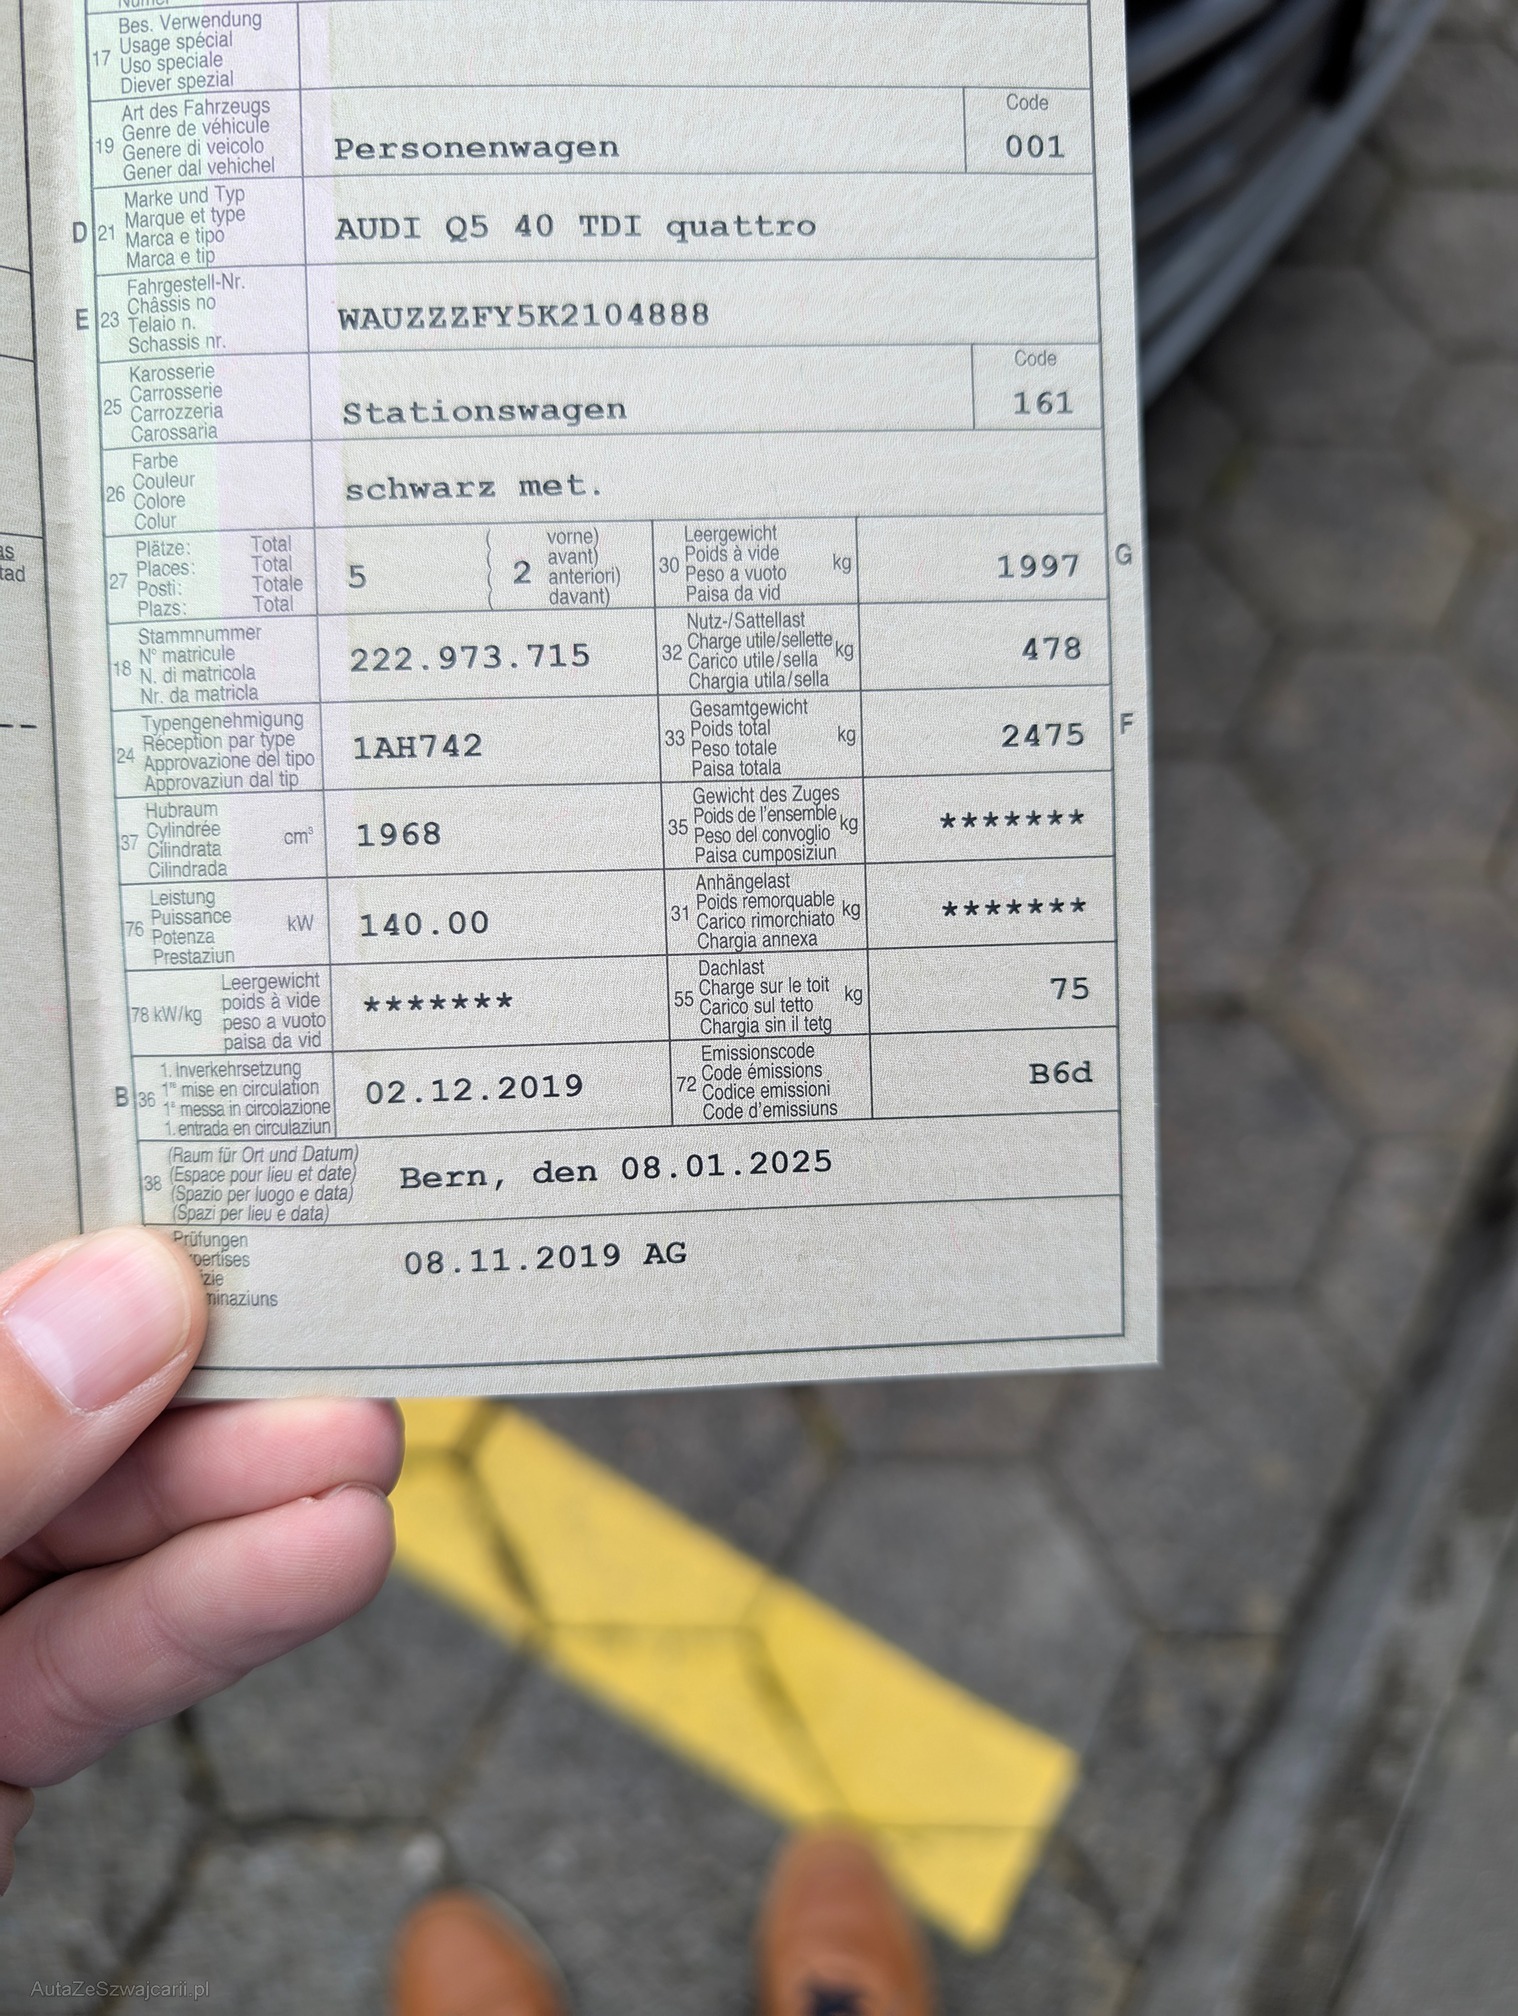 Bes. Verwendung
17 Usage spécial
Uso speciale
Diever spezial
Art des Fahrzeugs
19 Genre de véhicule
Genere di veicolo
Gener dal vehichel
Personenwagen
Code
001
Marke und Typ
D 21 Marque et type
Marca e tipo
Marca e tip
AUDI Q5 40 TDI quattro
Fahrgestell-Nr.
E 23 Châssis no
Telaio n.
Schassis nr.
WAUZZZFY5K2104888
Karosserie
25 Carrosserie
Carrozzeria
Carossaria
Stationswagen
Code
161
Farbe
26 Couleur
Colore
Colur
schwarz met.
Plätze: Total
27 Places: Total
Posti: Totale
Plazs: Total
5 ( 2 vorne)
avant)
anteriori)
davant)
Leergewicht
30 Poids à vide kg
Peso a vuoto
Paisa da vid
1997 G
Stammnummer
18 N° matricule
N. di matricola
Nr. da matricla
222.973.715
Nutz-/Sattellast
32 Charge utile/sellette kg
Carico utile/sella
Chargia utila/sella
478
Typengenehmigung
24 Réception par type
Approvazione del tipo
Approvaziun dal tip
1AH742
Gesamtgewicht
33 Poids total kg
Peso totale
Paisa totala
2475 F
Hubraum
37 Cylindrée cm³
Cilindrata
Cilindrada
1968
Gewicht des Zuges
35 Poids de l'ensemble kg
Peso del convoglio
Paisa cumposiziun
*******
Leistung
76 Puissance kW
Potenza
Prestaziun
140.00
Anhängelast
31 Poids remorquable kg
Carico rimorchiato
Chargia annexa
*******
Leergewicht
78 kW/kg poids à vide
peso a vuoto
paisa da vid
*******
Dachlast
55 Charge sur le toit kg
Carico sul tetto
Chargia sin il tetg
75
1. Inverkehrsetzung
B 36 1re mise en circulation
1a messa in circolazione
1. entrada en circulaziun
02.12.2019
Emissionscode
72 Code émissions
Codice emissioni
Code d'emissiuns
B6d
(Raum für Ort und Datum)
38 (Espace pour lieu et date)
(Spazio per luogo e data)
(Spazi per lieu e data)
Bern, den 08.01.2025
Prüfungen
pertises
zie
minaziuns
08.11.2019 AG
AutaZeSzwajcarii.pl